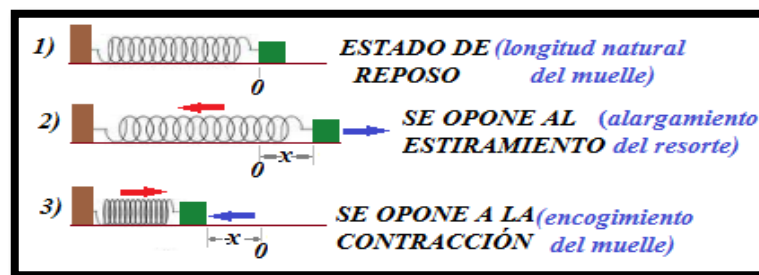 1) ESTADO DE (longitud natural
REPOSO del muelle)
0
2) SE OPONE AL (alargamiento
ESTIRAMIENTO del resorte)
x
0
3) SE OPONE A LA (encogimiento
CONTRACCIÓN del muelle)
-x 0